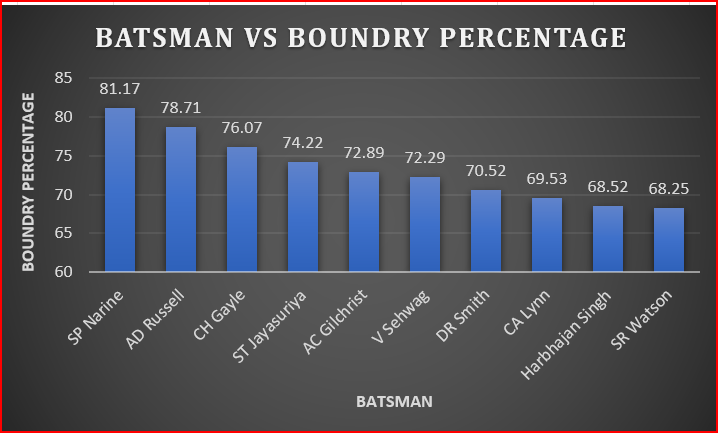 BATSMAN VS BOUNDRY PERCENTAGE
BOUNDRY PERCENTAGE
85
80
75
70
65
60
81.17
78.71
76.07
74.22
72.89
72.29
70.52
69.53
68.52
68.25
SP Narine
AD Russell
CH Gayle
ST Jayasuriya
AC Gilchrist
V Sehwag
DR Smith
CA Lynn
Harbhajan Singh
SR Watson
BATSMAN